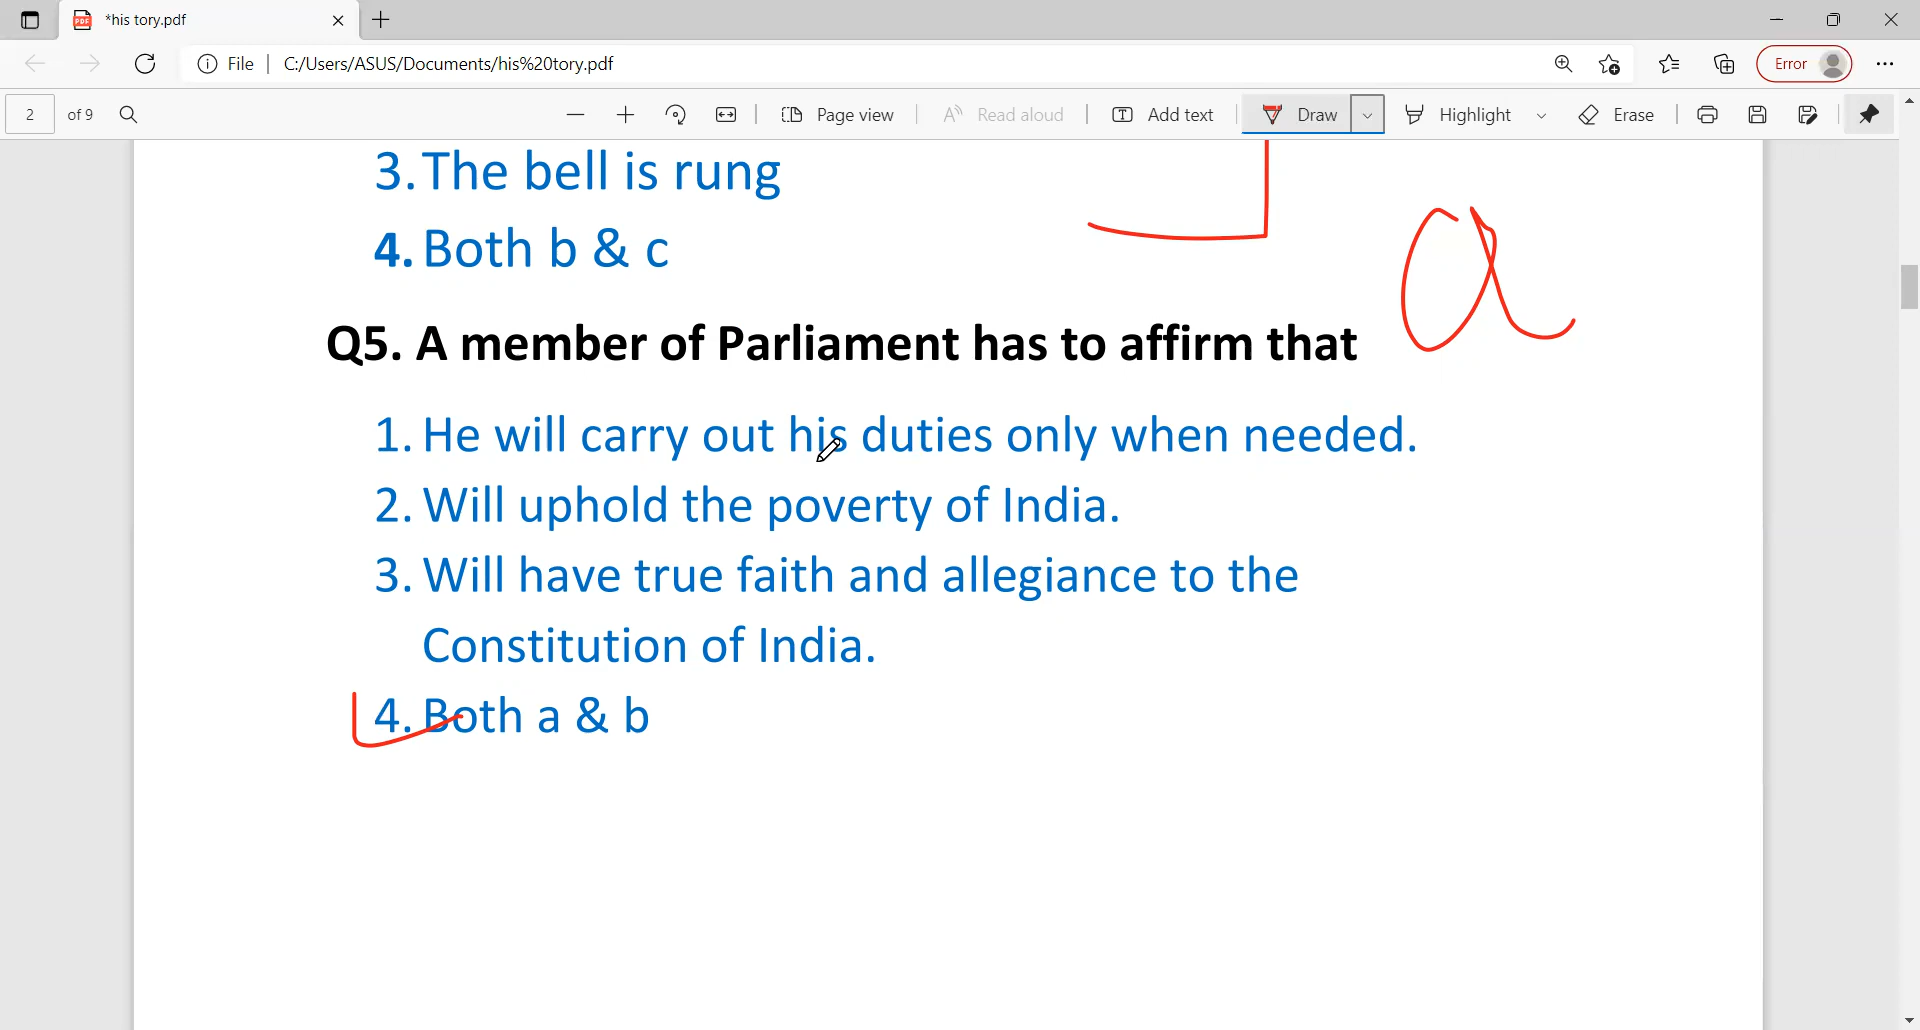 *his tory.pdf
File | C:/Users/ASUS/Documents/his%20tory.pdf
Error
2 of 9
Page view
Read aloud
Add text
Draw
Highlight
Erase
3. The bell is rung
4. Both b & c
a
Q5. A member of Parliament has to affirm that
1. He will carry out his duties only when needed.
2. Will uphold the poverty of India.
3. Will have true faith and allegiance to the
Constitution of India.
4. Both a & b